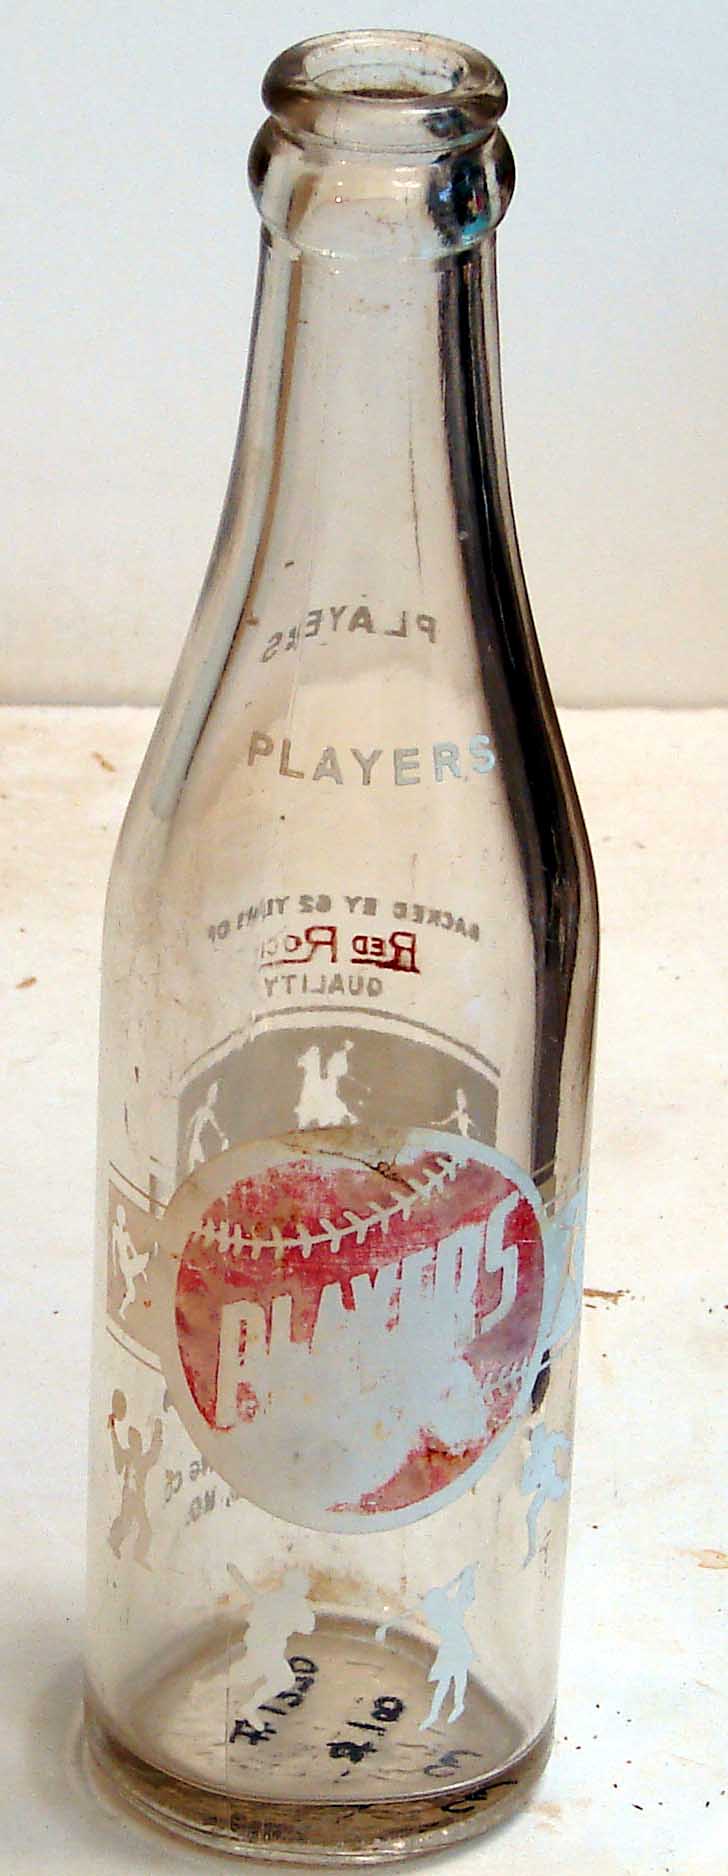 PLAYERS
PLAYERS
BACKED BY 62 YEARS OF
RED ROCK
QUALITY
PLAYERS